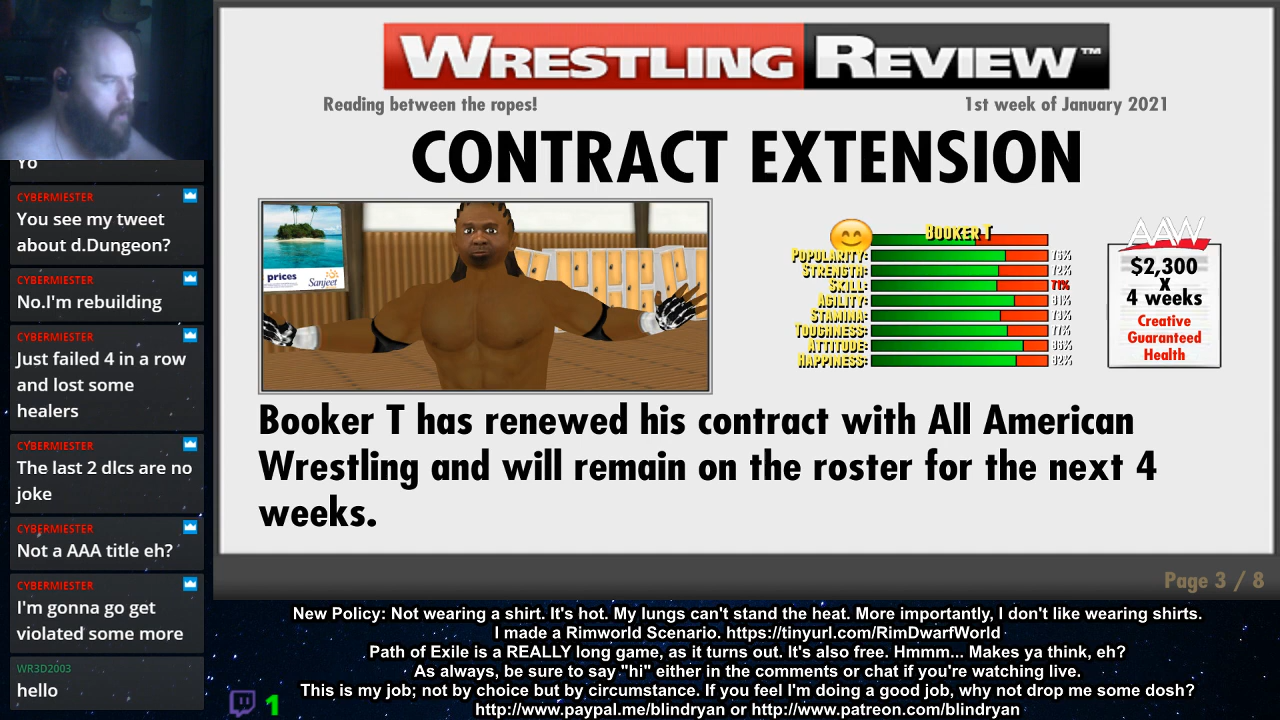 Yo
CYBERMIESTER
You see my tweet
about d.Dungeon?
CYBERMIESTER
No.I'm rebuilding
CYBERMIESTER
Just failed 4 in a row
and lost some
healers
CYBERMIESTER
The last 2 dlcs are no
joke
CYBERMIESTER
Not a AAA title eh?
CYBERMIESTER
I'm gonna go get
violated some more
WR3D2003
hello
WRESTLING REVIEW™
Reading between the ropes!
1st week of January 2021
CONTRACT EXTENSION
prices
Sanjeet
BOOKER T
POPULARITY: 76%
STRENGTH: 72%
SKILL: 71%
AGILITY: 81%
STAMINA: 73%
TOUGHNESS: 77%
ATTITUDE: 86%
HAPPINESS: 82%
AAW
$2,300
X
4 weeks
Creative
Guaranteed
Health
Booker T has renewed his contract with All American
Wrestling and will remain on the roster for the next 4
weeks.
Page 3 / 8
New Policy: Not wearing a shirt. It's hot. My lungs can't stand the heat. More importantly, I don't like wearing shirts.
I made a Rimworld Scenario. https://tinyurl.com/RimDwarfWorld
Path of Exile is a REALLY long game, as it turns out. It's also free. Hmmm... Makes ya think, eh?
As always, be sure to say "hi" either in the comments or chat if you're watching live.
This is my job; not by choice but by circumstance. If you feel I'm doing a good job, why not drop me some dosh?
http://www.paypal.me/blindryan or http://www.patreon.com/blindryan
1